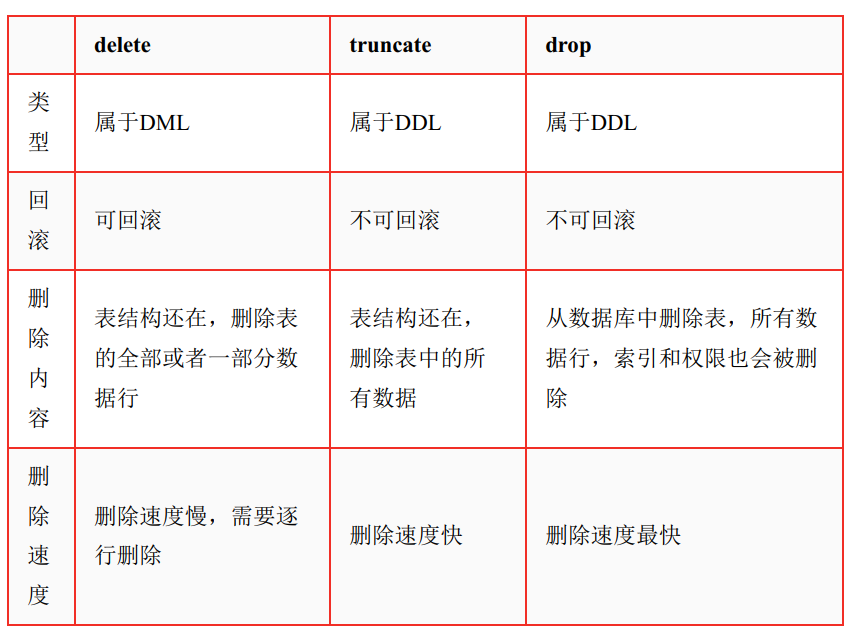 delete truncate drop
类型 属于DML 属于DDL 属于DDL
回滚 可回滚 不可回滚 不可回滚
删除内容 表结构还在，删除表的全部或者一部分数据行 表结构还在，删除表中的所有数据 从数据库中删除表，所有数据行，索引和权限也会被删除
删除速度 删除速度慢，需要逐行删除 删除速度快 删除速度最快